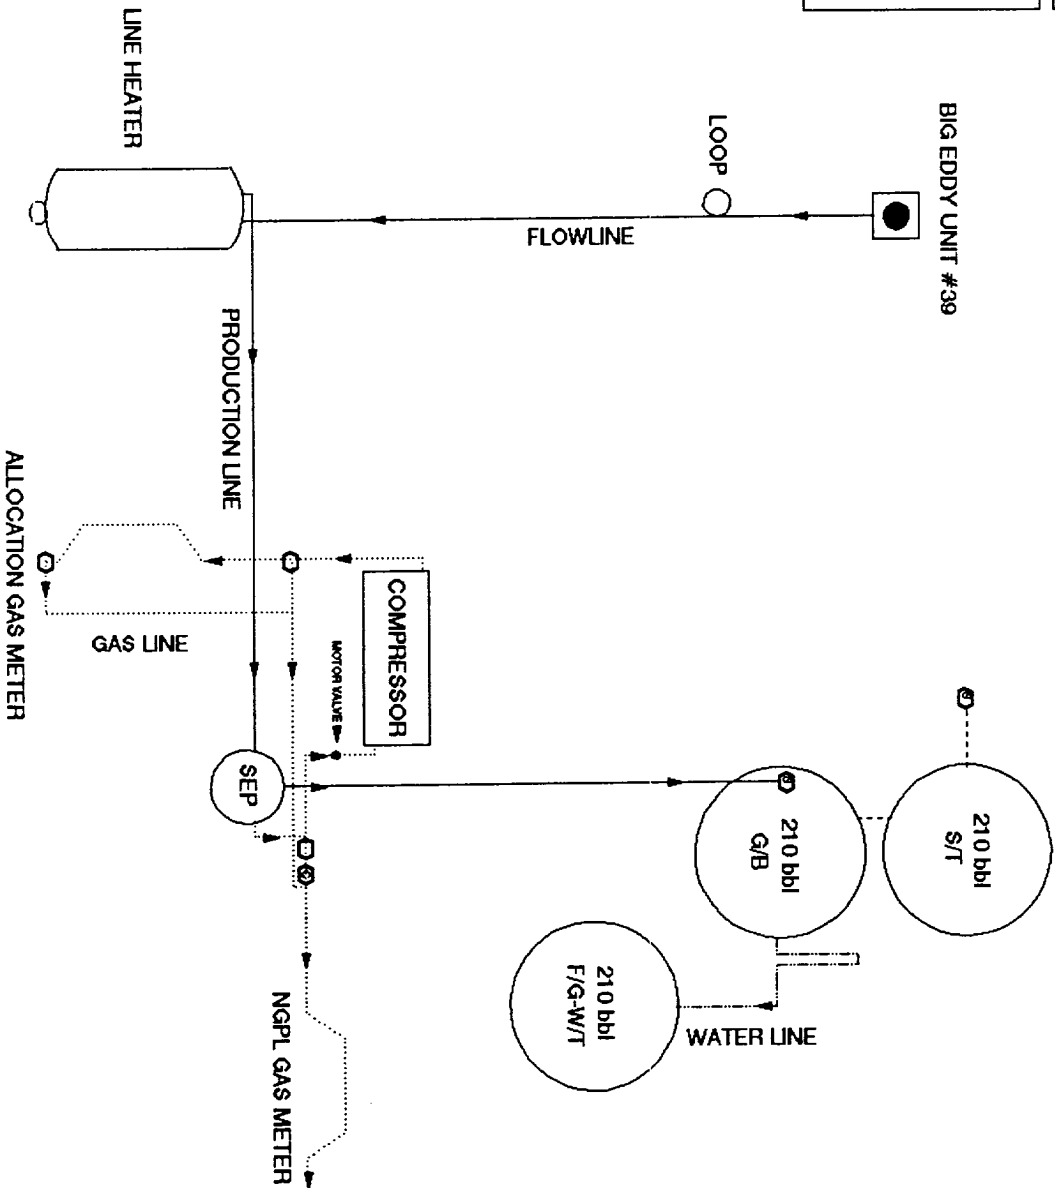 BIG EDDY UNIT #39
LOOP
FLOWLINE
LINE HEATER
PRODUCTION LINE
210 bbl
S/T
210 bbl
G/B
210 bbl
F/G-W/T
WATER LINE
COMPRESSOR
MOTOR VALVE
SEP
GAS LINE
ALLOCATION GAS METER
NGPL GAS METER